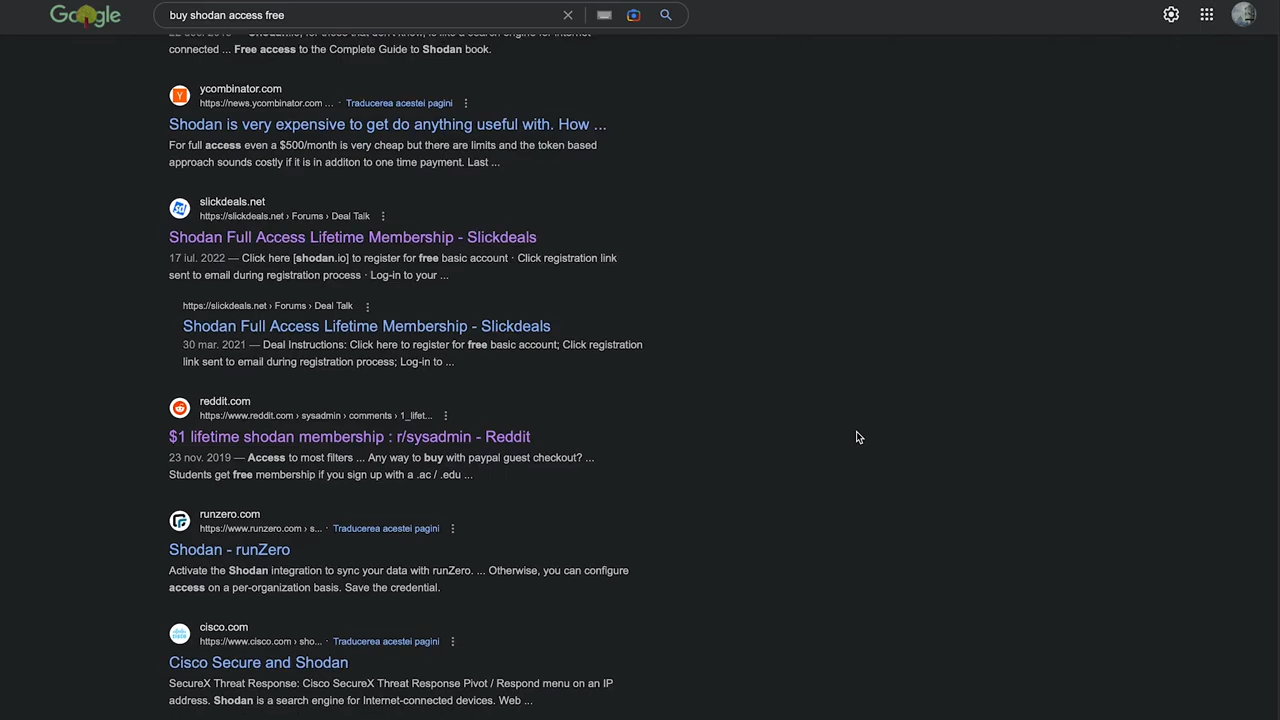 Google
buy shodan access free
connected ... Free access to the Complete Guide to Shodan book.
ycombinator.com
https://news.ycombinator.com ... · Traducerea acestei pagini
Shodan is very expensive to get do anything useful with. How ...
For full access even a $500/month is very cheap but there are limits and the token based
approach sounds costly if it is in additon to one time payment. Last ...
slickdeals.net
https://slickdeals.net › Forums › Deal Talk
Shodan Full Access Lifetime Membership - Slickdeals
17 iul. 2022 — Click here [shodan.io] to register for free basic account · Click registration link
sent to email during registration process · Log-in to your ...
https://slickdeals.net › Forums › Deal Talk
Shodan Full Access Lifetime Membership - Slickdeals
30 mar. 2021 — Deal Instructions: Click here to register for free basic account; Click registration
link sent to email during registration process; Log-in to ...
reddit.com
https://www.reddit.com › sysadmin › comments › 1_lifet...
$1 lifetime shodan membership : r/sysadmin - Reddit
23 nov. 2019 — Access to most filters ... Any way to buy with paypal guest checkout? ...
Students get free membership if you sign up with a .ac / .edu ...
runzero.com
https://www.runzero.com › s... · Traducerea acestei pagini
Shodan - runZero
Activate the Shodan integration to sync your data with runZero. ... Otherwise, you can configure
access on a per-organization basis. Save the credential.
cisco.com
https://www.cisco.com › sho... · Traducerea acestei pagini
Cisco Secure and Shodan
SecureX Threat Response: Cisco SecureX Threat Response Pivot / Respond menu on an IP
address. Shodan is a search engine for Internet-connected devices. Web ...